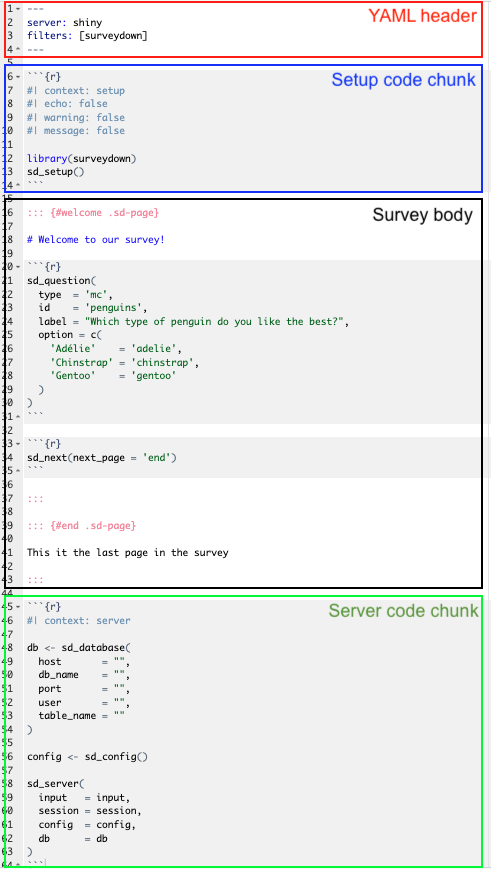 1 --- YAML header
2 server: shiny
3 filters: [surveydown]
4 ---
5
6 ```{r} Setup code chunk
7 #| context: setup
8 #| echo: false
9 #| warning: false
10 #| message: false
11
12 library(surveydown)
13 sd_setup()
14 ```
15
16 ::: {#welcome .sd-page} Survey body
17
18 # Welcome to our survey!
19
20 ```{r}
21 sd_question(
22   type  = 'mc',
23   id    = 'penguins',
24   label = "Which type of penguin do you like the best?",
25   option = c(
26     'Adélie'    = 'adelie',
27     'Chinstrap' = 'chinstrap',
28     'Gentoo'    = 'gentoo'
29   )
30 )
31 ```
32
33 ```{r}
34 sd_next(next_page = 'end')
35 ```
36
37 :::
38
39 ::: {#end .sd-page}
40
41 This it the last page in the survey
42
43 :::
44
45 ```{r} Server code chunk
46 #| context: server
47
48 db <- sd_database(
49   host       = "",
50   db_name    = "",
51   port       = "",
52   user       = "",
53   table_name = ""
54 )
55
56 config <- sd_config()
57
58 sd_server(
59   input   = input,
60   session = session,
61   config  = config,
62   db      = db
63 )
64 ```